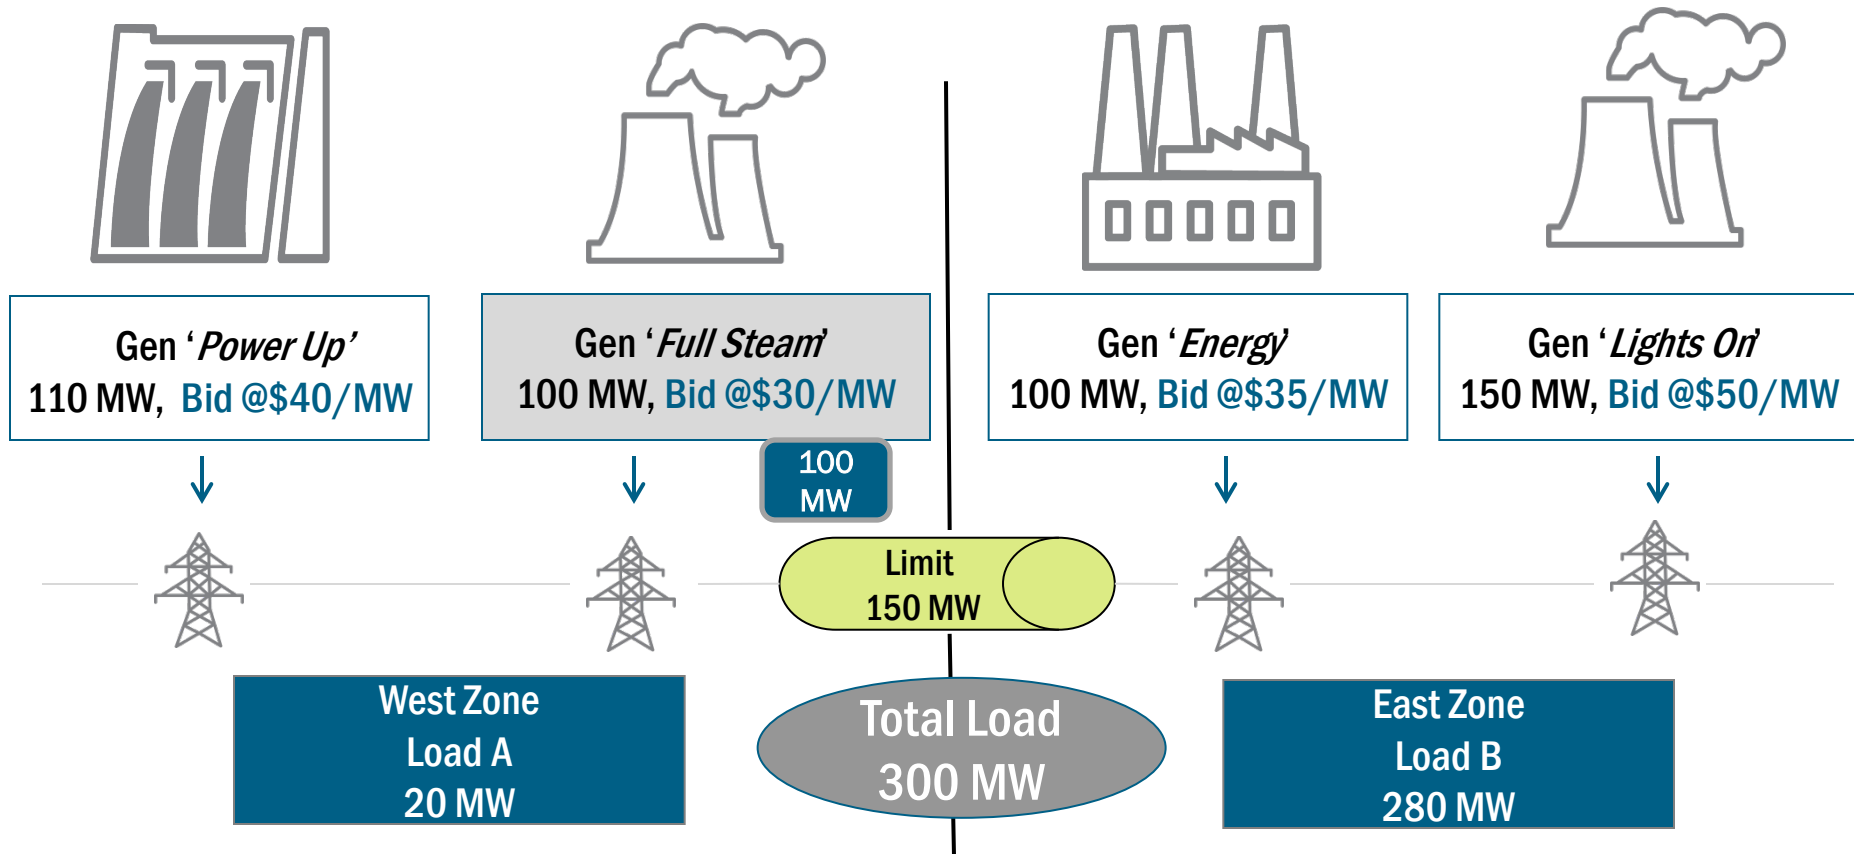 Gen ‘Power Up’
110 MW, Bid @$40/MW
Gen ‘Full Steam’
100 MW, Bid @$30/MW
Gen ‘Energy’
100 MW, Bid @$35/MW
Gen ‘Lights On’
150 MW, Bid @$50/MW
100
MW
Limit
150 MW
West Zone
Load A
20 MW
Total Load
300 MW
East Zone
Load B
280 MW